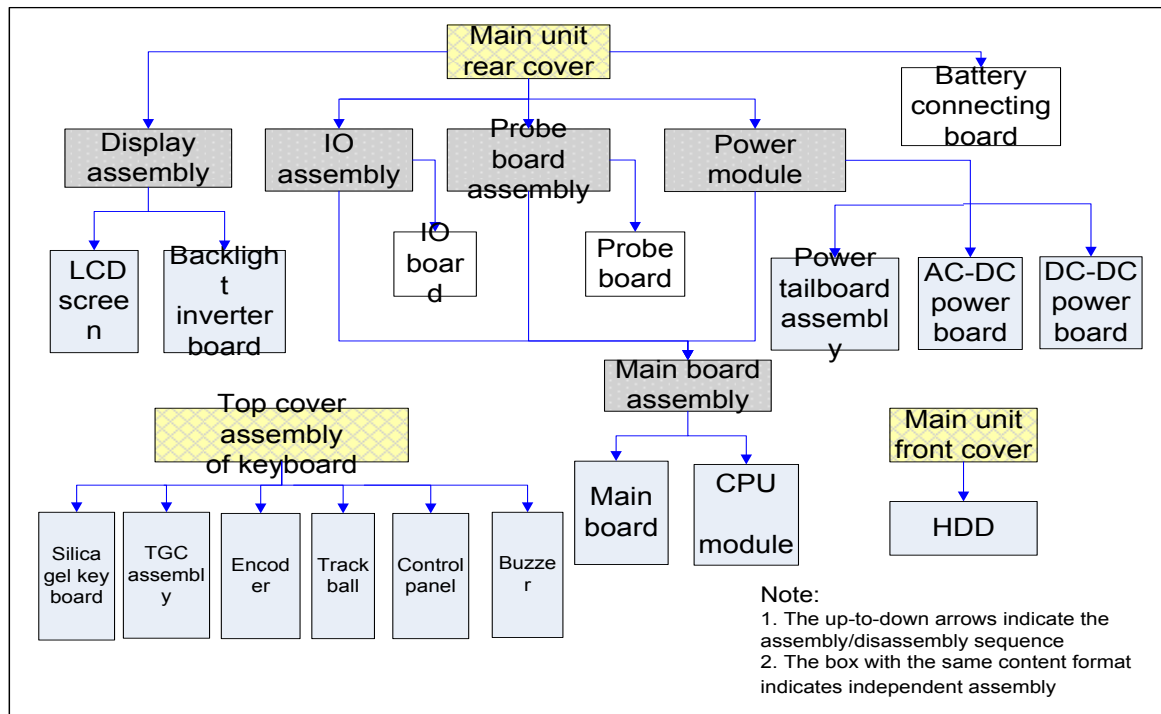 Main unit
rear cover
Battery
connecting
board
Display
assembly
IO
assembly
Probe
board
assembly
Power
module
LCD
scree
n
Backligh
t
inverter
board
IO
boar
d
Probe
board
Power
tailboard
assembl
y
AC-DC
power
board
DC-DC
power
board
Main board
assembly
Top cover
assembly
of keyboard
Main unit
front cover
Main
board
CPU
module
HDD
Silica
gel key
board
TGC
assembl
y
Encod
er
Track
ball
Control
panel
Buzze
r
Note:
1. The up-to-down arrows indicate the
assembly/disassembly sequence
2. The box with the same content format
indicates independent assembly